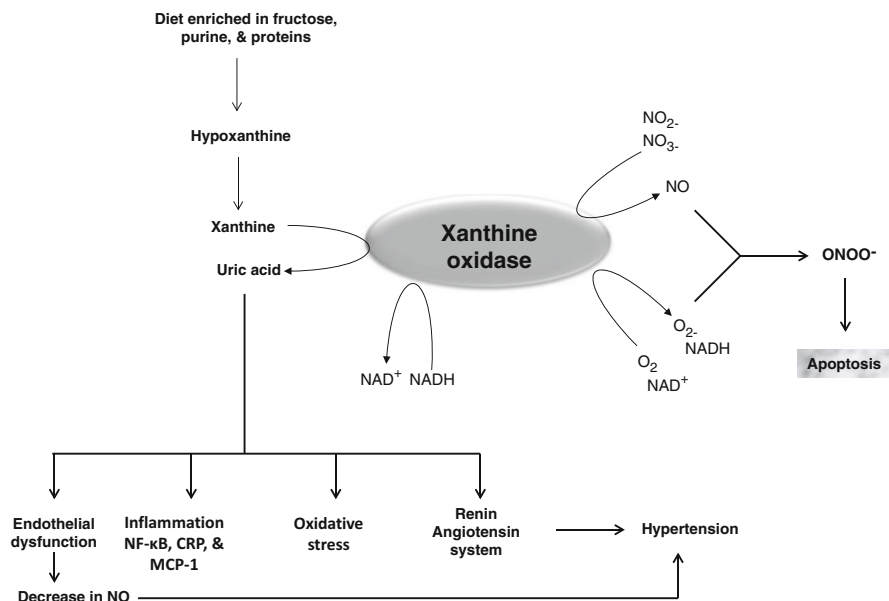 Diet enriched in fructose,
purine, & proteins
Hypoxanthine
Xanthine
Uric acid
Xanthine
oxidase
NO2-
NO3-
NO
O2-
NADH
O2
NAD+
NAD+ NADH
ONOO-
Apoptosis
Endothelial
dysfunction
Decrease in NO
Inflammation
NF-κB, CRP, &
MCP-1
Oxidative
stress
Renin
Angiotensin
system
Hypertension